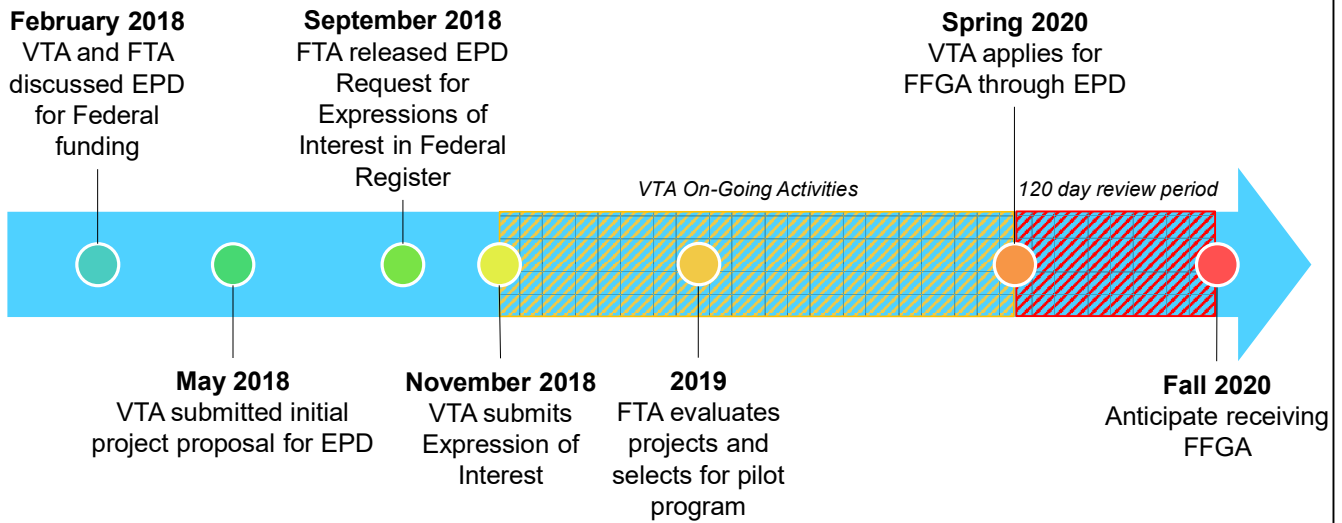 February 2018
VTA and FTA
discussed EPD
for Federal
funding
September 2018
FTA released EPD
Request for
Expressions of
Interest in Federal
Register
Spring 2020
VTA applies for
FFGA through EPD
VTA On-Going Activities
120 day review period
May 2018
VTA submitted initial
project proposal for EPD
November 2018
VTA submits
Expression of
Interest
2019
FTA evaluates
projects and
selects for pilot
program
Fall 2020
Anticipate receiving
FFGA